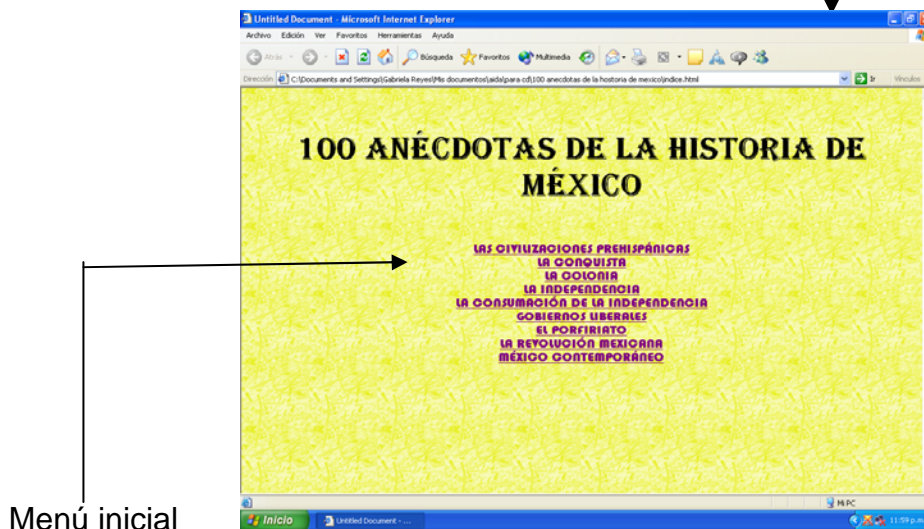 Untitled Document - Microsoft Internet Explorer
Archivo Edición Ver Favoritos Herramientas Ayuda
Atrás Búsqueda Favoritos Multimedia
Dirección C:\Documents and Settings\Gabriela Reyes\Mis documentos\aida\para cd\100 anecdotas de la hostoria de mexico\indice.html Ir Vínculos
100 ANÉCDOTAS DE LA HISTORIA DE
MÉXICO
LAS CIVILIZACIONES PREHISPÁNICAS
LA CONQUISTA
LA COLONIA
LA INDEPENDENCIA
LA CONSUMACIÓN DE LA INDEPENDENCIA
GOBIERNOS LIBERALES
EL PORFIRIATO
LA REVOLUCIÓN MEXICANA
MÉXICO CONTEMPORÁNEO
Menú inicial
Mi PC
Inicio Untitled Document - ... 11:59 p.m.